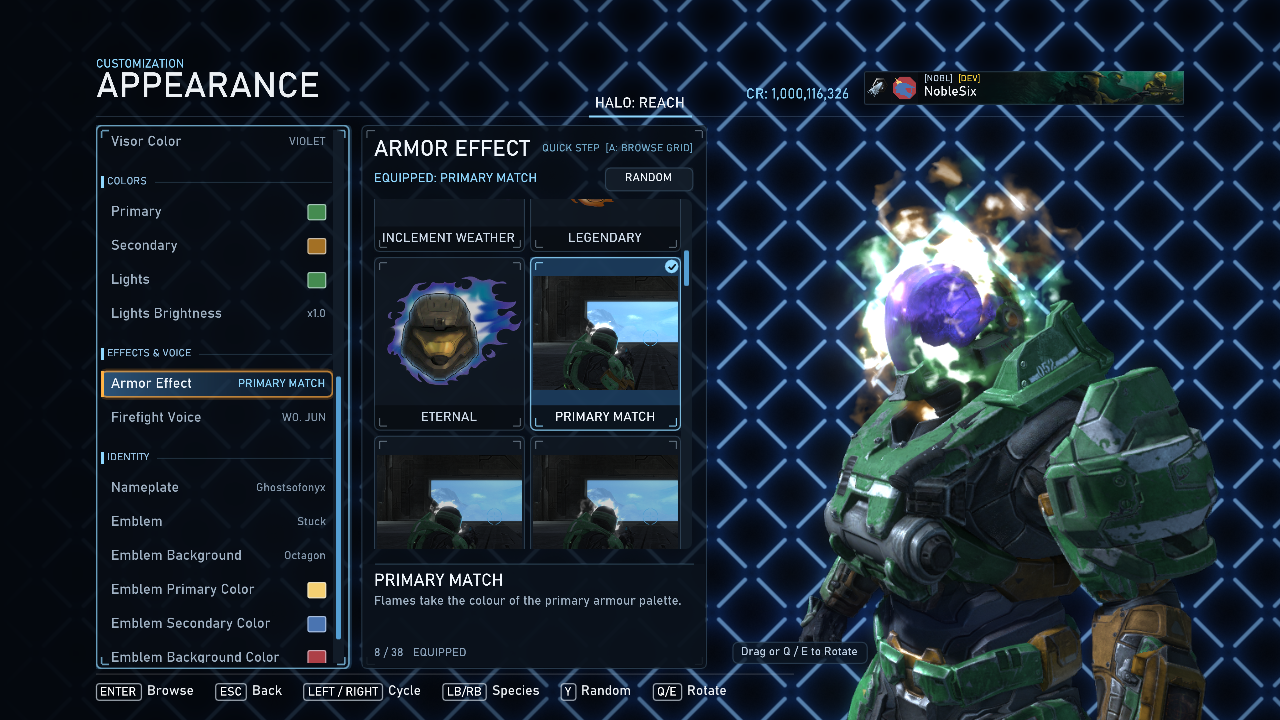 CUSTOMIZATION
APPEARANCE
HALO: REACH
CR: 1,000,116,326
[NOBL] [DEV]
NobleSix
Visor Color VIOLET
COLORS
Primary
Secondary
Lights
Lights Brightness x1.0
EFFECTS & VOICE
Armor Effect PRIMARY MATCH
Firefight Voice WO. JUN
IDENTITY
Nameplate Ghostsofonyx
Emblem Stuck
Emblem Background Octagon
Emblem Primary Color
Emblem Secondary Color
Emblem Background Color
ARMOR EFFECT QUICK STEP [A: BROWSE GRID]
EQUIPPED: PRIMARY MATCH RANDOM
INCLEMENT WEATHER LEGENDARY
ETERNAL PRIMARY MATCH
PRIMARY MATCH
Flames take the colour of the primary armour palette.
8 / 38 EQUIPPED
052
Drag or Q / E to Rotate
ENTER Browse ESC Back LEFT / RIGHT Cycle LB/RB Species Y Random Q/E Rotate